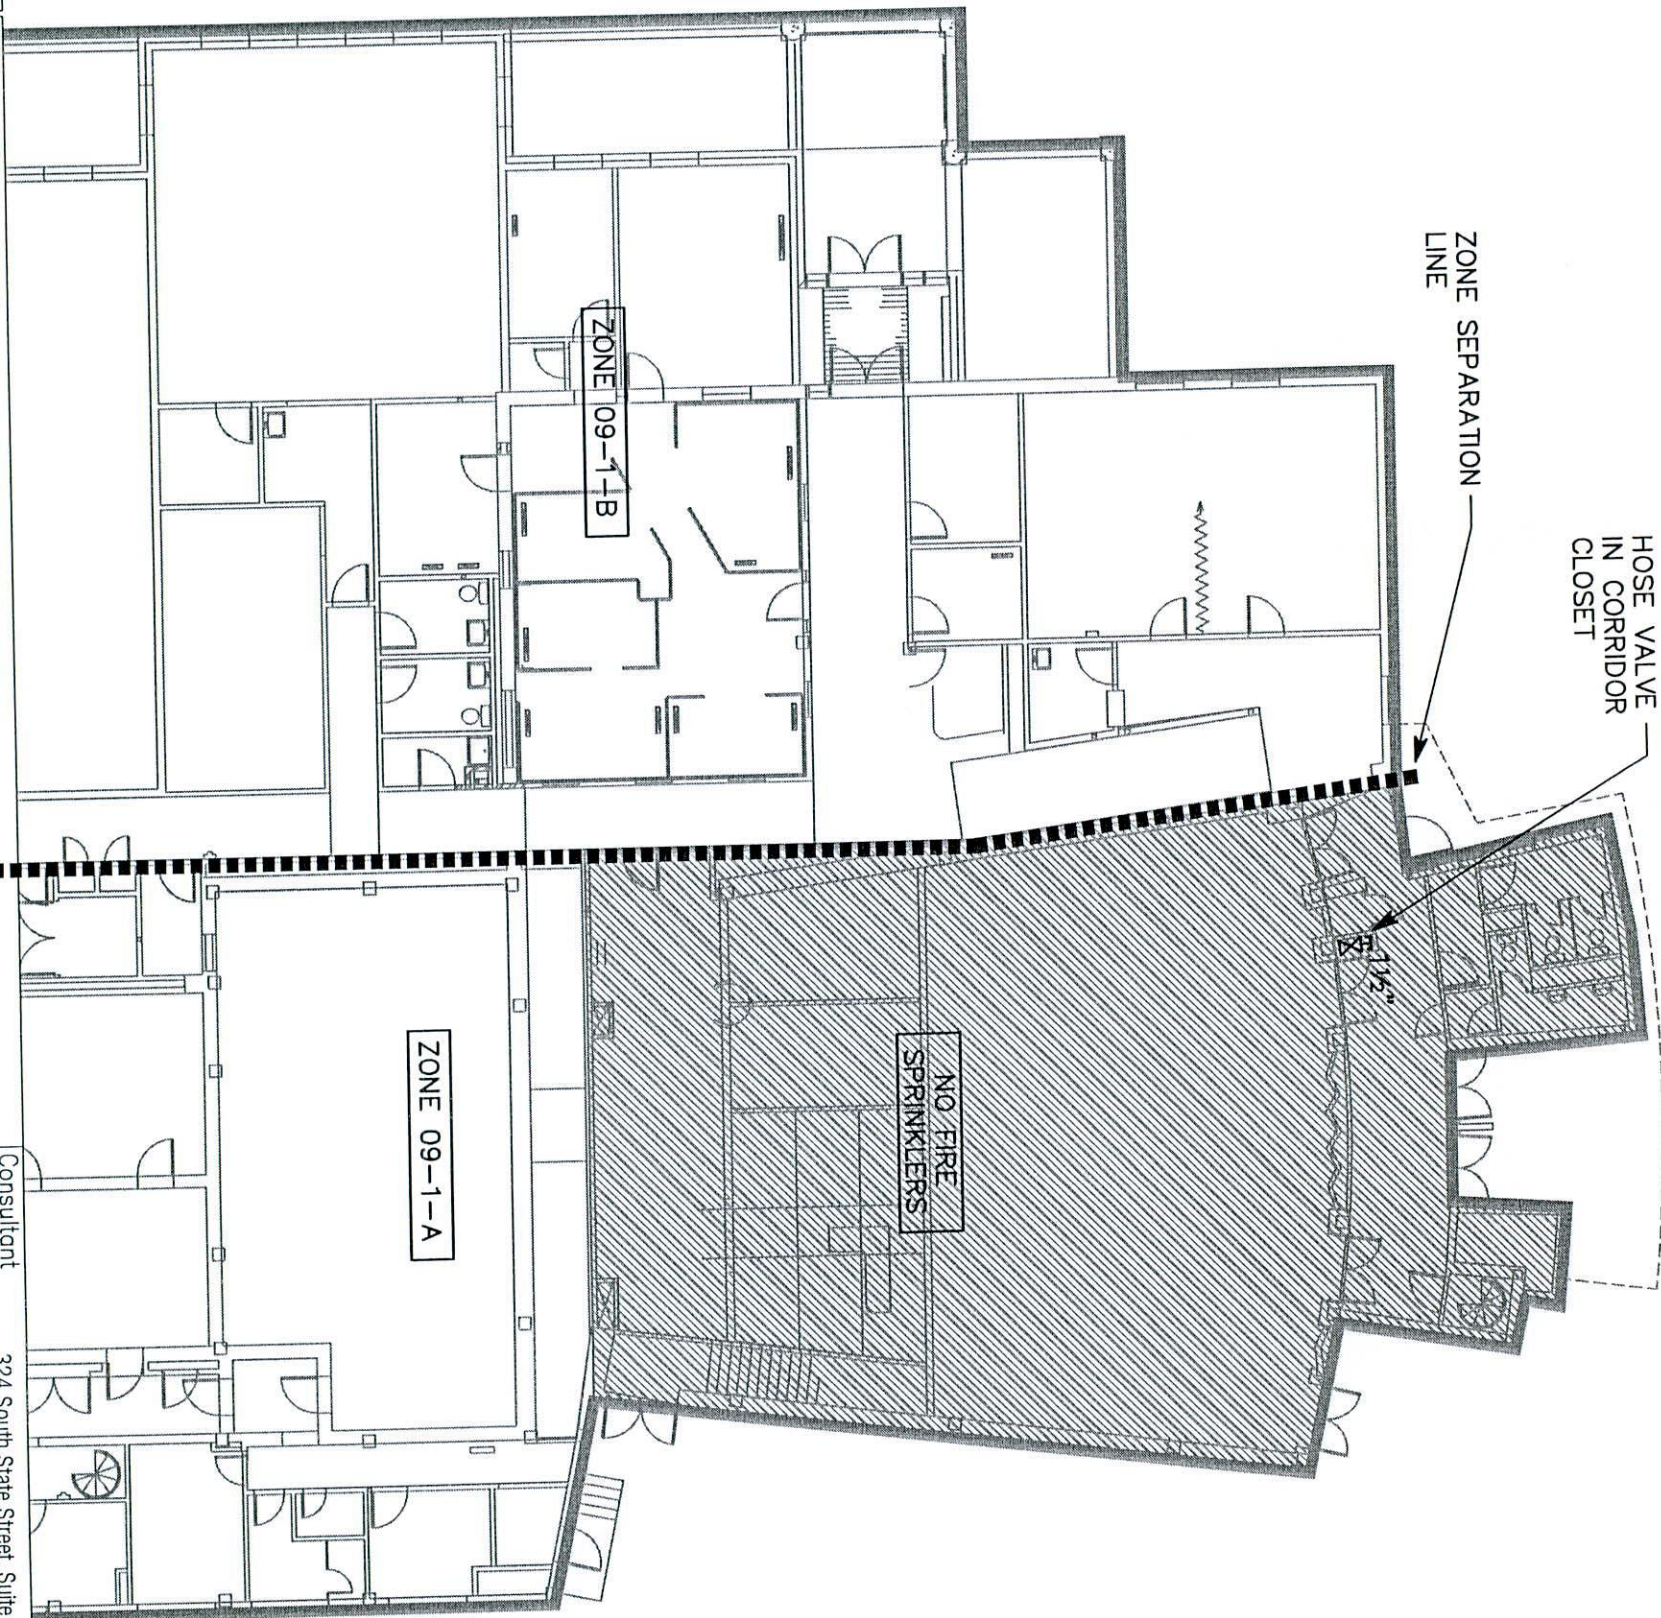 HOSE VALVE
IN CORRIDOR
CLOSET
ZONE SEPARATION
LINE
1½"
NO FIRE
SPRINKLERS
ZONE 09-1-B
ZONE 09-1-A
Consultant
324 South State Street, Suite